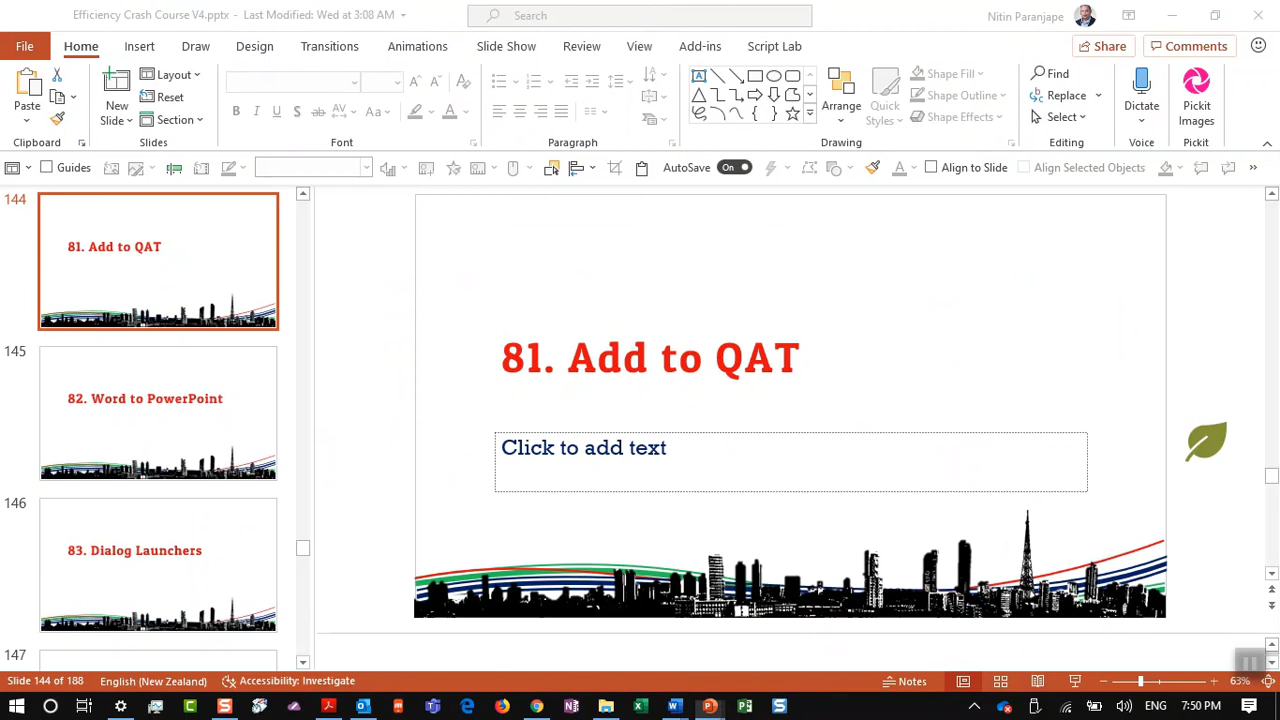 Efficiency Crash Course V4.pptx - Last Modified: Wed at 3:08 AM
Search
Nitin Paranjape
File
Home
Insert
Draw
Design
Transitions
Animations
Slide Show
Review
View
Add-ins
Script Lab
Share
Comments
Paste
Clipboard
New
Slide
Layout
Reset
Section
Slides
Font
Paragraph
Drawing
Arrange
Quick
Styles
Shape Fill
Shape Outline
Shape Effects
Find
Replace
Select
Editing
Dictate
Voice
Pickit
Images
Pickit
Guides
AutoSave
On
Align to Slide
Align Selected Objects
144
81. Add to QAT
145
82. Word to PowerPoint
146
83. Dialog Launchers
147
81. Add to QAT
Click to add text
Slide 144 of 188
English (New Zealand)
Accessibility: Investigate
Notes
63%
ENG
7:50 PM